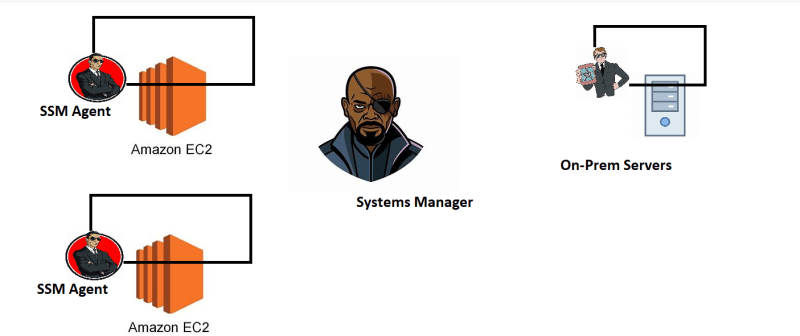 SSM Agent
Amazon EC2
Systems Manager
On-Prem Servers
SSM Agent
Amazon EC2